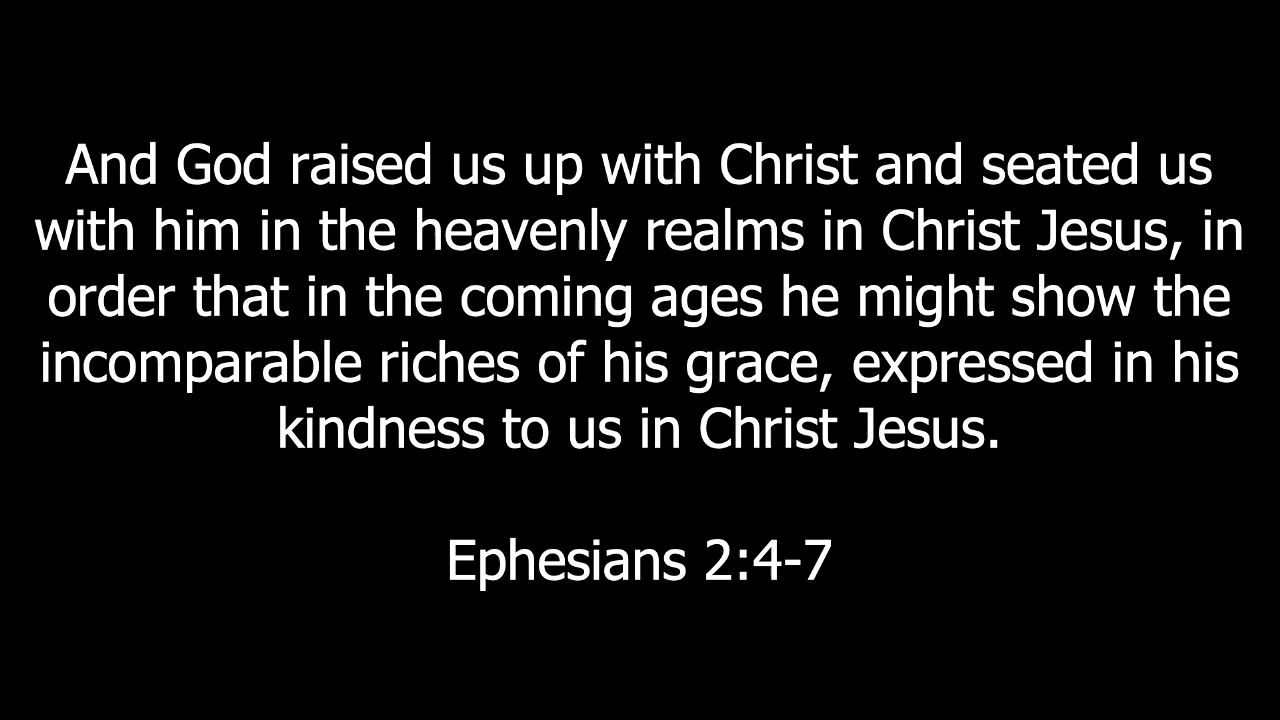 And God raised us up with Christ and seated us
with him in the heavenly realms in Christ Jesus, in
order that in the coming ages he might show the
incomparable riches of his grace, expressed in his
kindness to us in Christ Jesus.
Ephesians 2:4-7